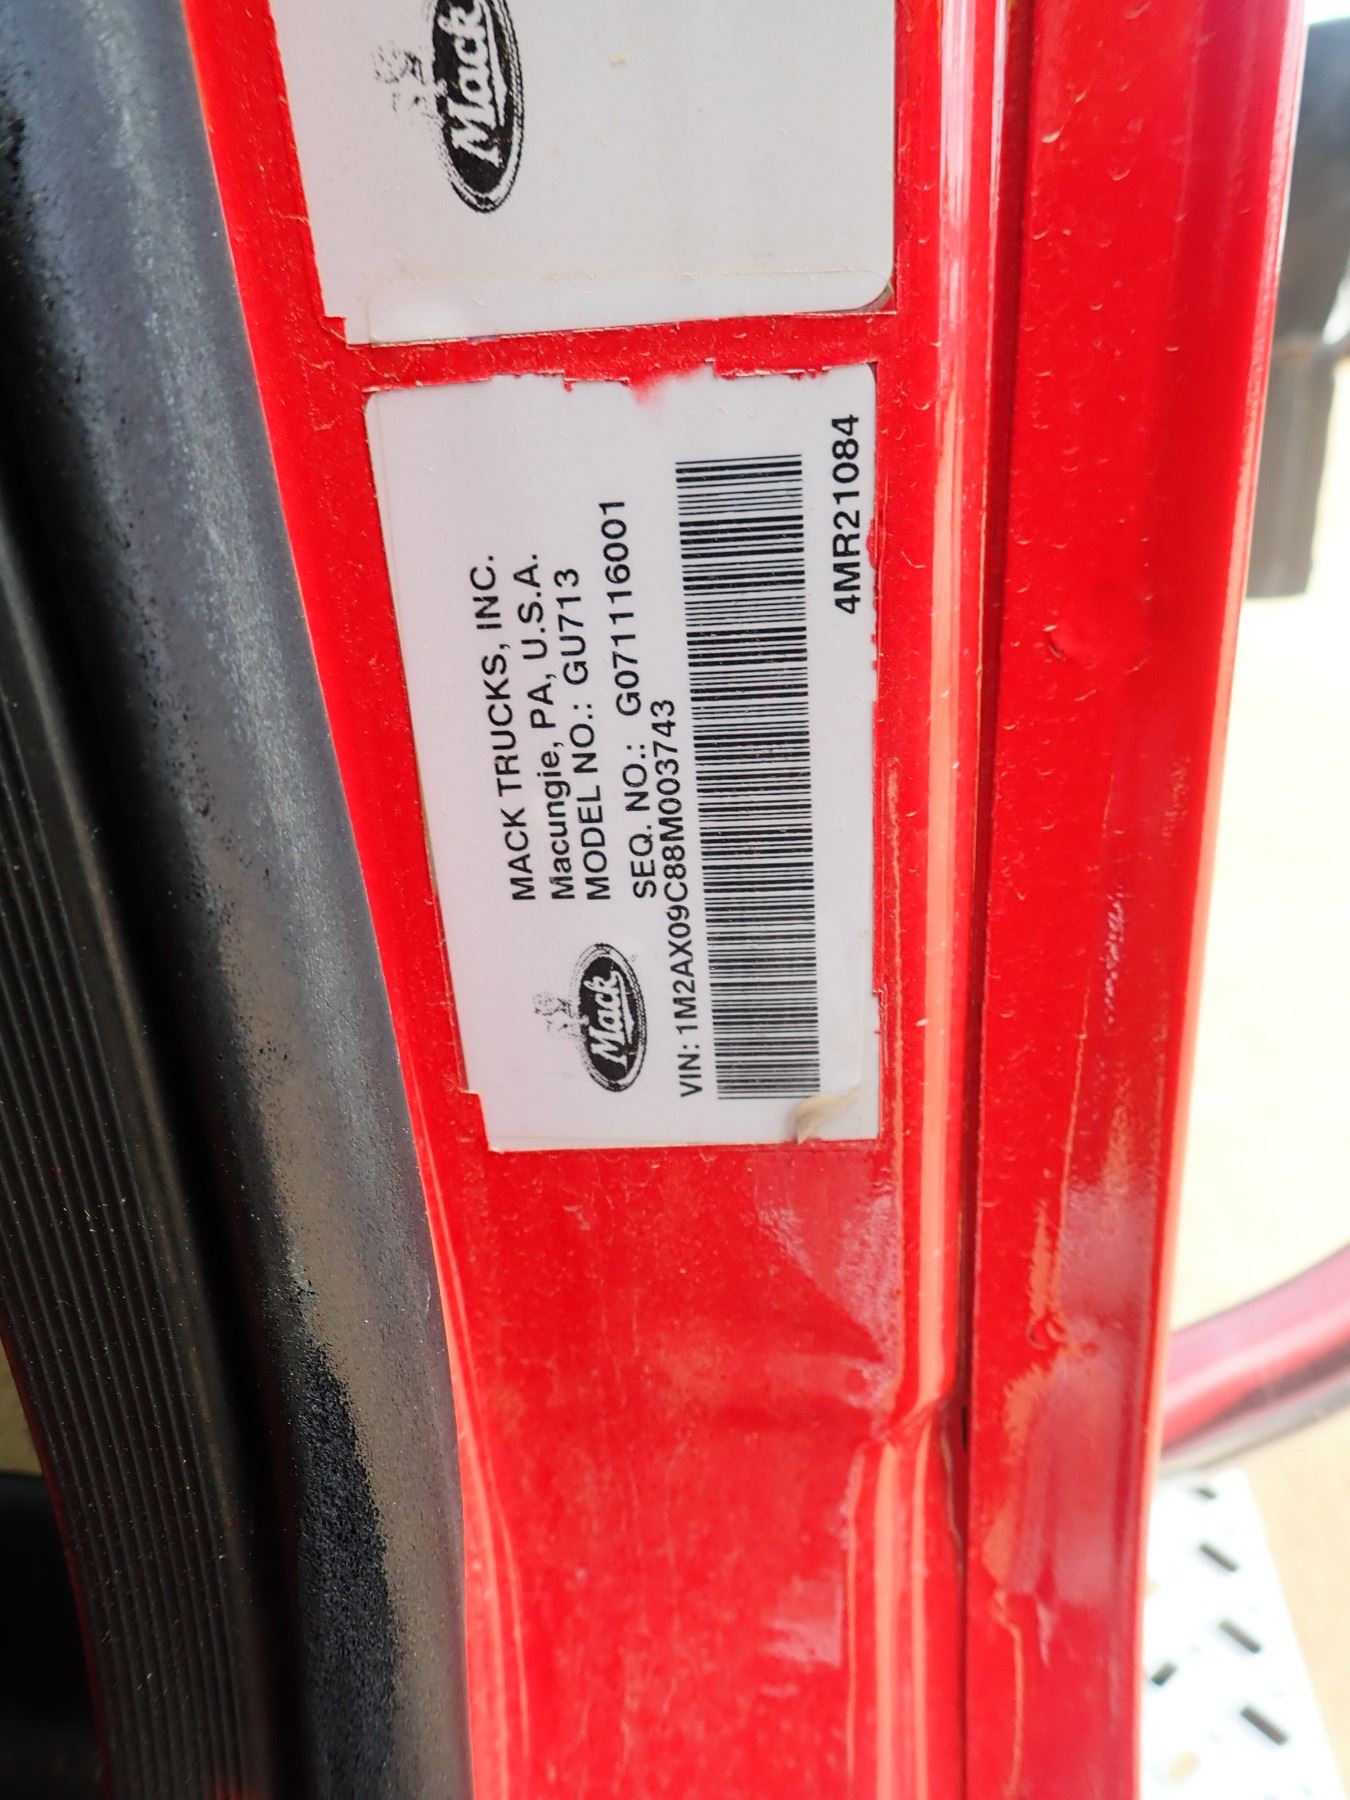 Mack
MACK TRUCKS, INC.
Macungie, PA, U.S.A.
MODEL NO.: GU713
SEQ. NO.: G071116001
Mack
VIN: 1M2AX09C88M003743
4MR21084